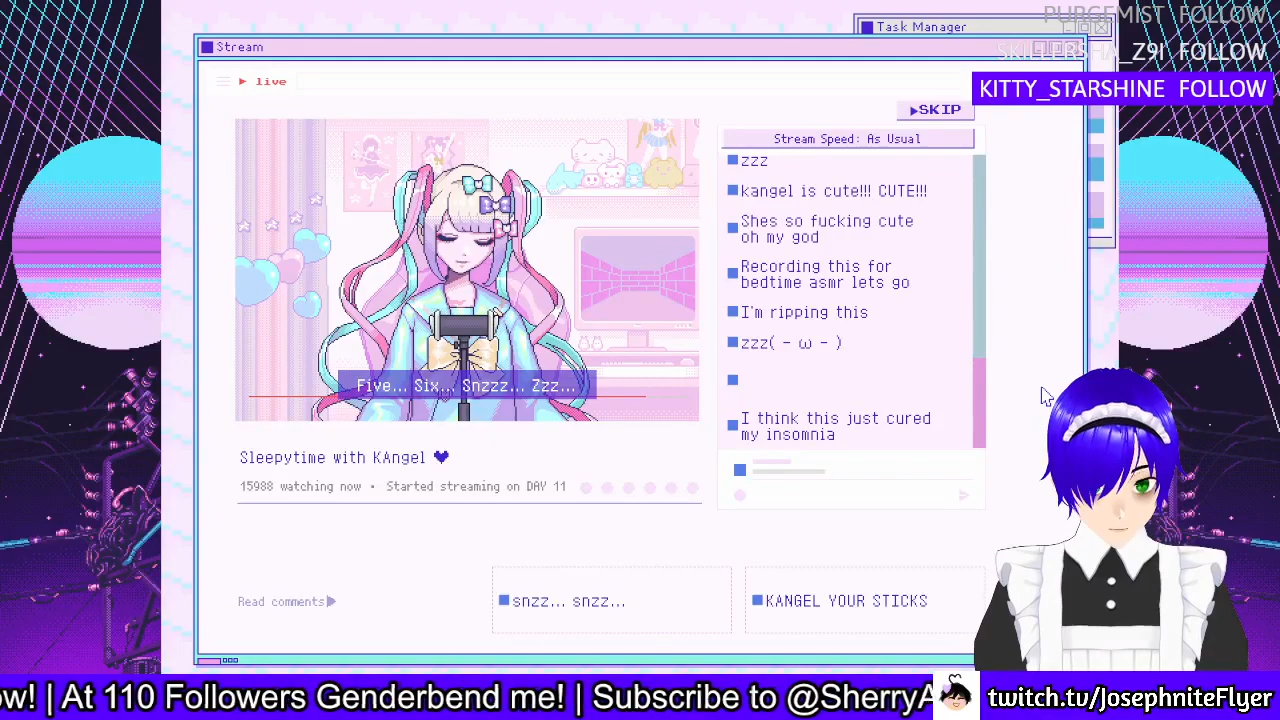 PURGEMIST FOLLOW
Task Manager
Stream
SKILLERSHA_Z9I FOLLOW
live
KITTY_STARSHINE FOLLOW
▶SKIP
Stream Speed: As Usual
zzz
kangel is cute!!! CUTE!!!
Shes so fucking cute
oh my god
Recording this for
bedtime asmr lets go
I'm ripping this
zzz( - ω - )
I think this just cured
my insomnia
Five... Six... Snzzz... Zzz...
Sleepytime with KAngel
15988 watching now • Started streaming on DAY 11
Read comments▶
snzz... snzz...
KANGEL YOUR STICKS
ow! | At 110 Followers Genderbend me! | Subscribe to @SherryA
twitch.tv/JosephniteFlyer